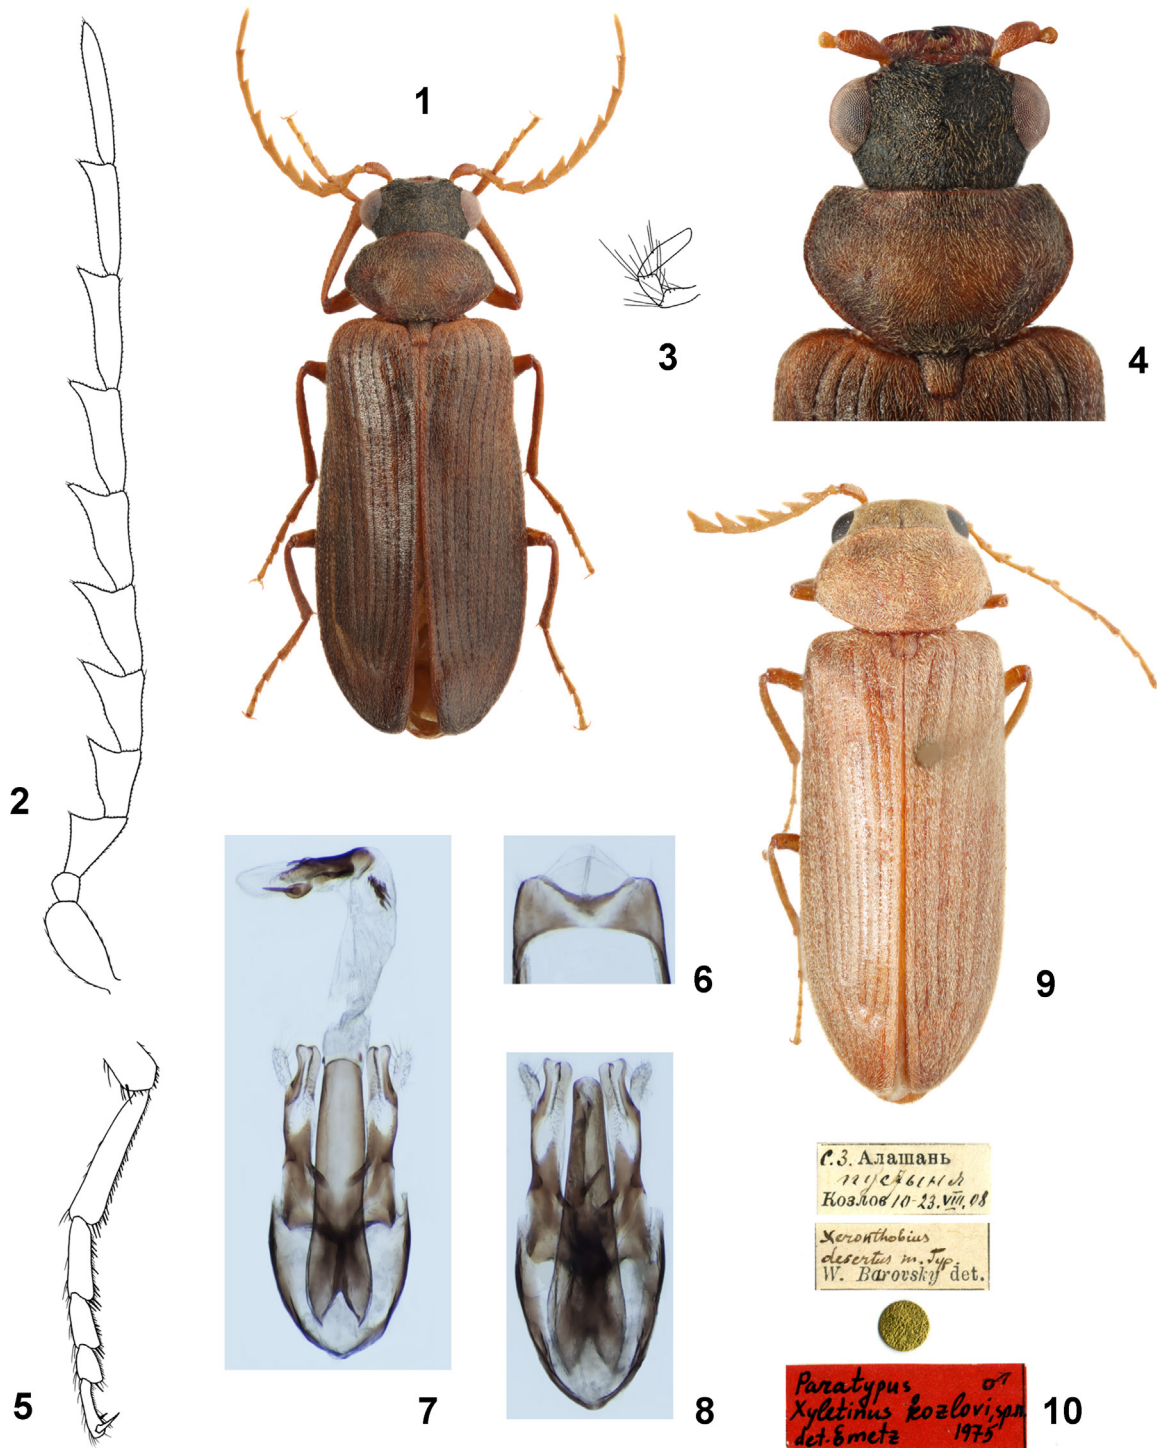 1
2
3
4
5
6
7
8
9
С.З. Алашань
пустыня
Козлов 10-23.VIII.08
Xeronthobius
desertus m. Typ.
W. Barovsky det.
Paratypus ♂
Xyletinus kozlovi, sp.n.
det. Emetz 1975
10